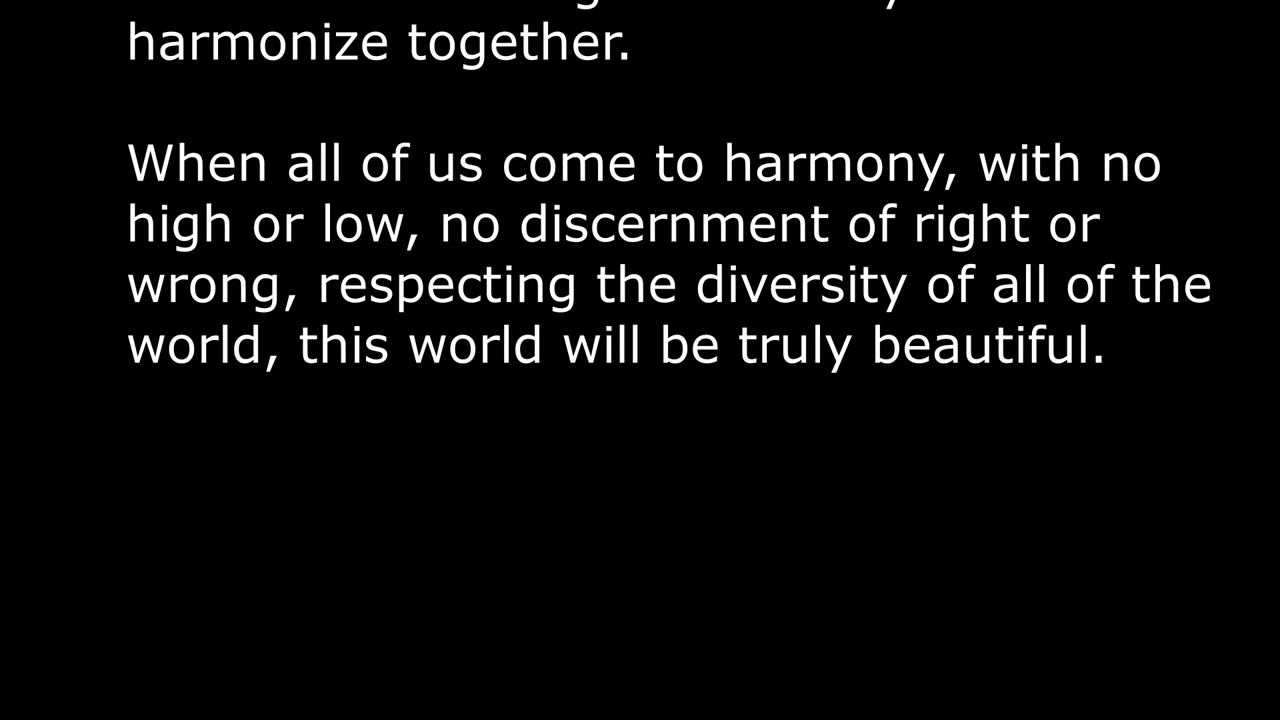 harmonize together.
When all of us come to harmony, with no
high or low, no discernment of right or
wrong, respecting the diversity of all of the
world, this world will be truly beautiful.